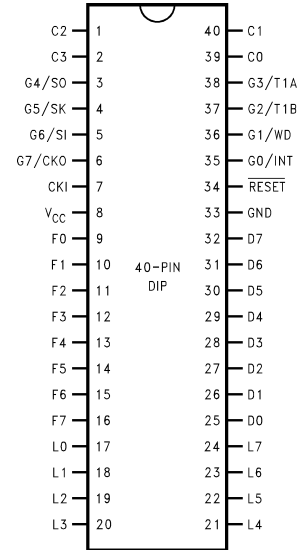 C2 1 40 C1
C3 2 39 C0
G4/SO 3 38 G3/T1A
G5/SK 4 37 G2/T1B
G6/SI 5 36 G1/WD
G7/CKO 6 35 G0/INT
CKI 7 34 RESET
VCC 8 33 GND
F0 9 32 D7
F1 10 40-PIN 31 D6
F2 11 DIP 30 D5
F3 12 29 D4
F4 13 28 D3
F5 14 27 D2
F6 15 26 D1
F7 16 25 D0
L0 17 24 L7
L1 18 23 L6
L2 19 22 L5
L3 20 21 L4